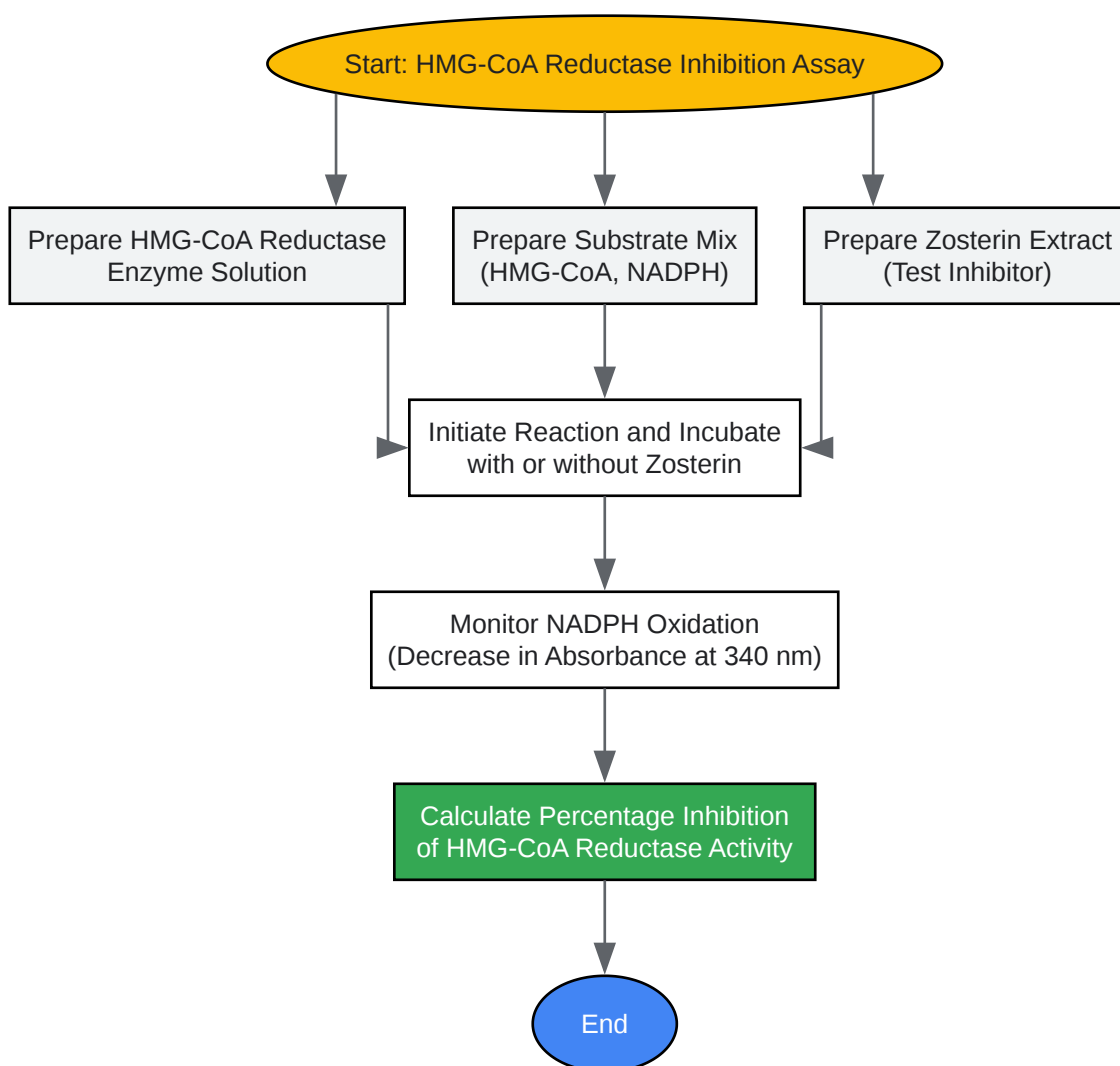 Start: HMG-CoA Reductase Inhibition Assay
Prepare HMG-CoA Reductase
Enzyme Solution
Prepare Substrate Mix
(HMG-CoA, NADPH)
Prepare Zosterin Extract
(Test Inhibitor)
Initiate Reaction and Incubate
with or without Zosterin
Monitor NADPH Oxidation
(Decrease in Absorbance at 340 nm)
Calculate Percentage Inhibition
of HMG-CoA Reductase Activity
End